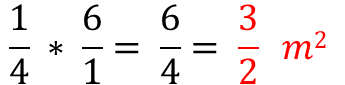 1/4 * 6/1 = 6/4 = 3/2 m²